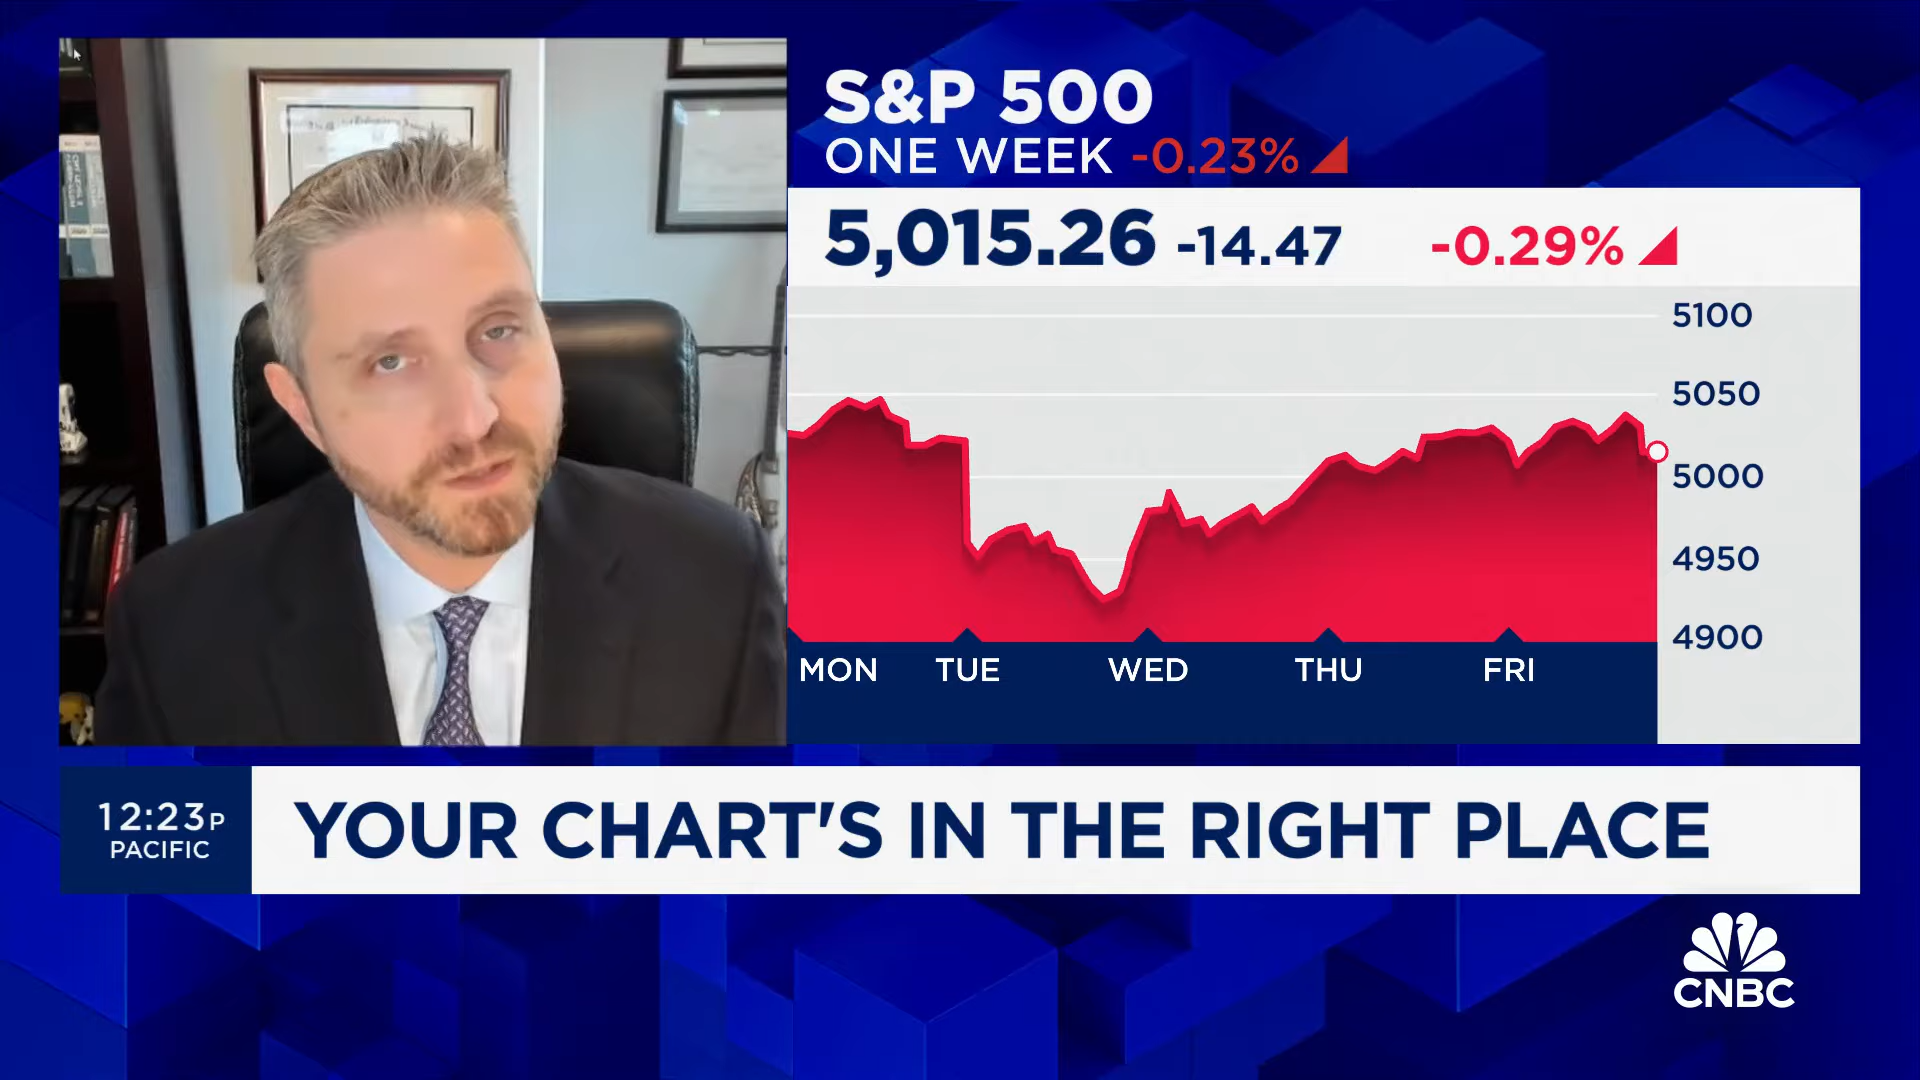 S&P 500
ONE WEEK -0.23%
5,015.26 -14.47 -0.29%
5100
5050
5000
4950
4900
MON TUE WED THU FRI
12:23P
PACIFIC
YOUR CHART'S IN THE RIGHT PLACE
CNBC